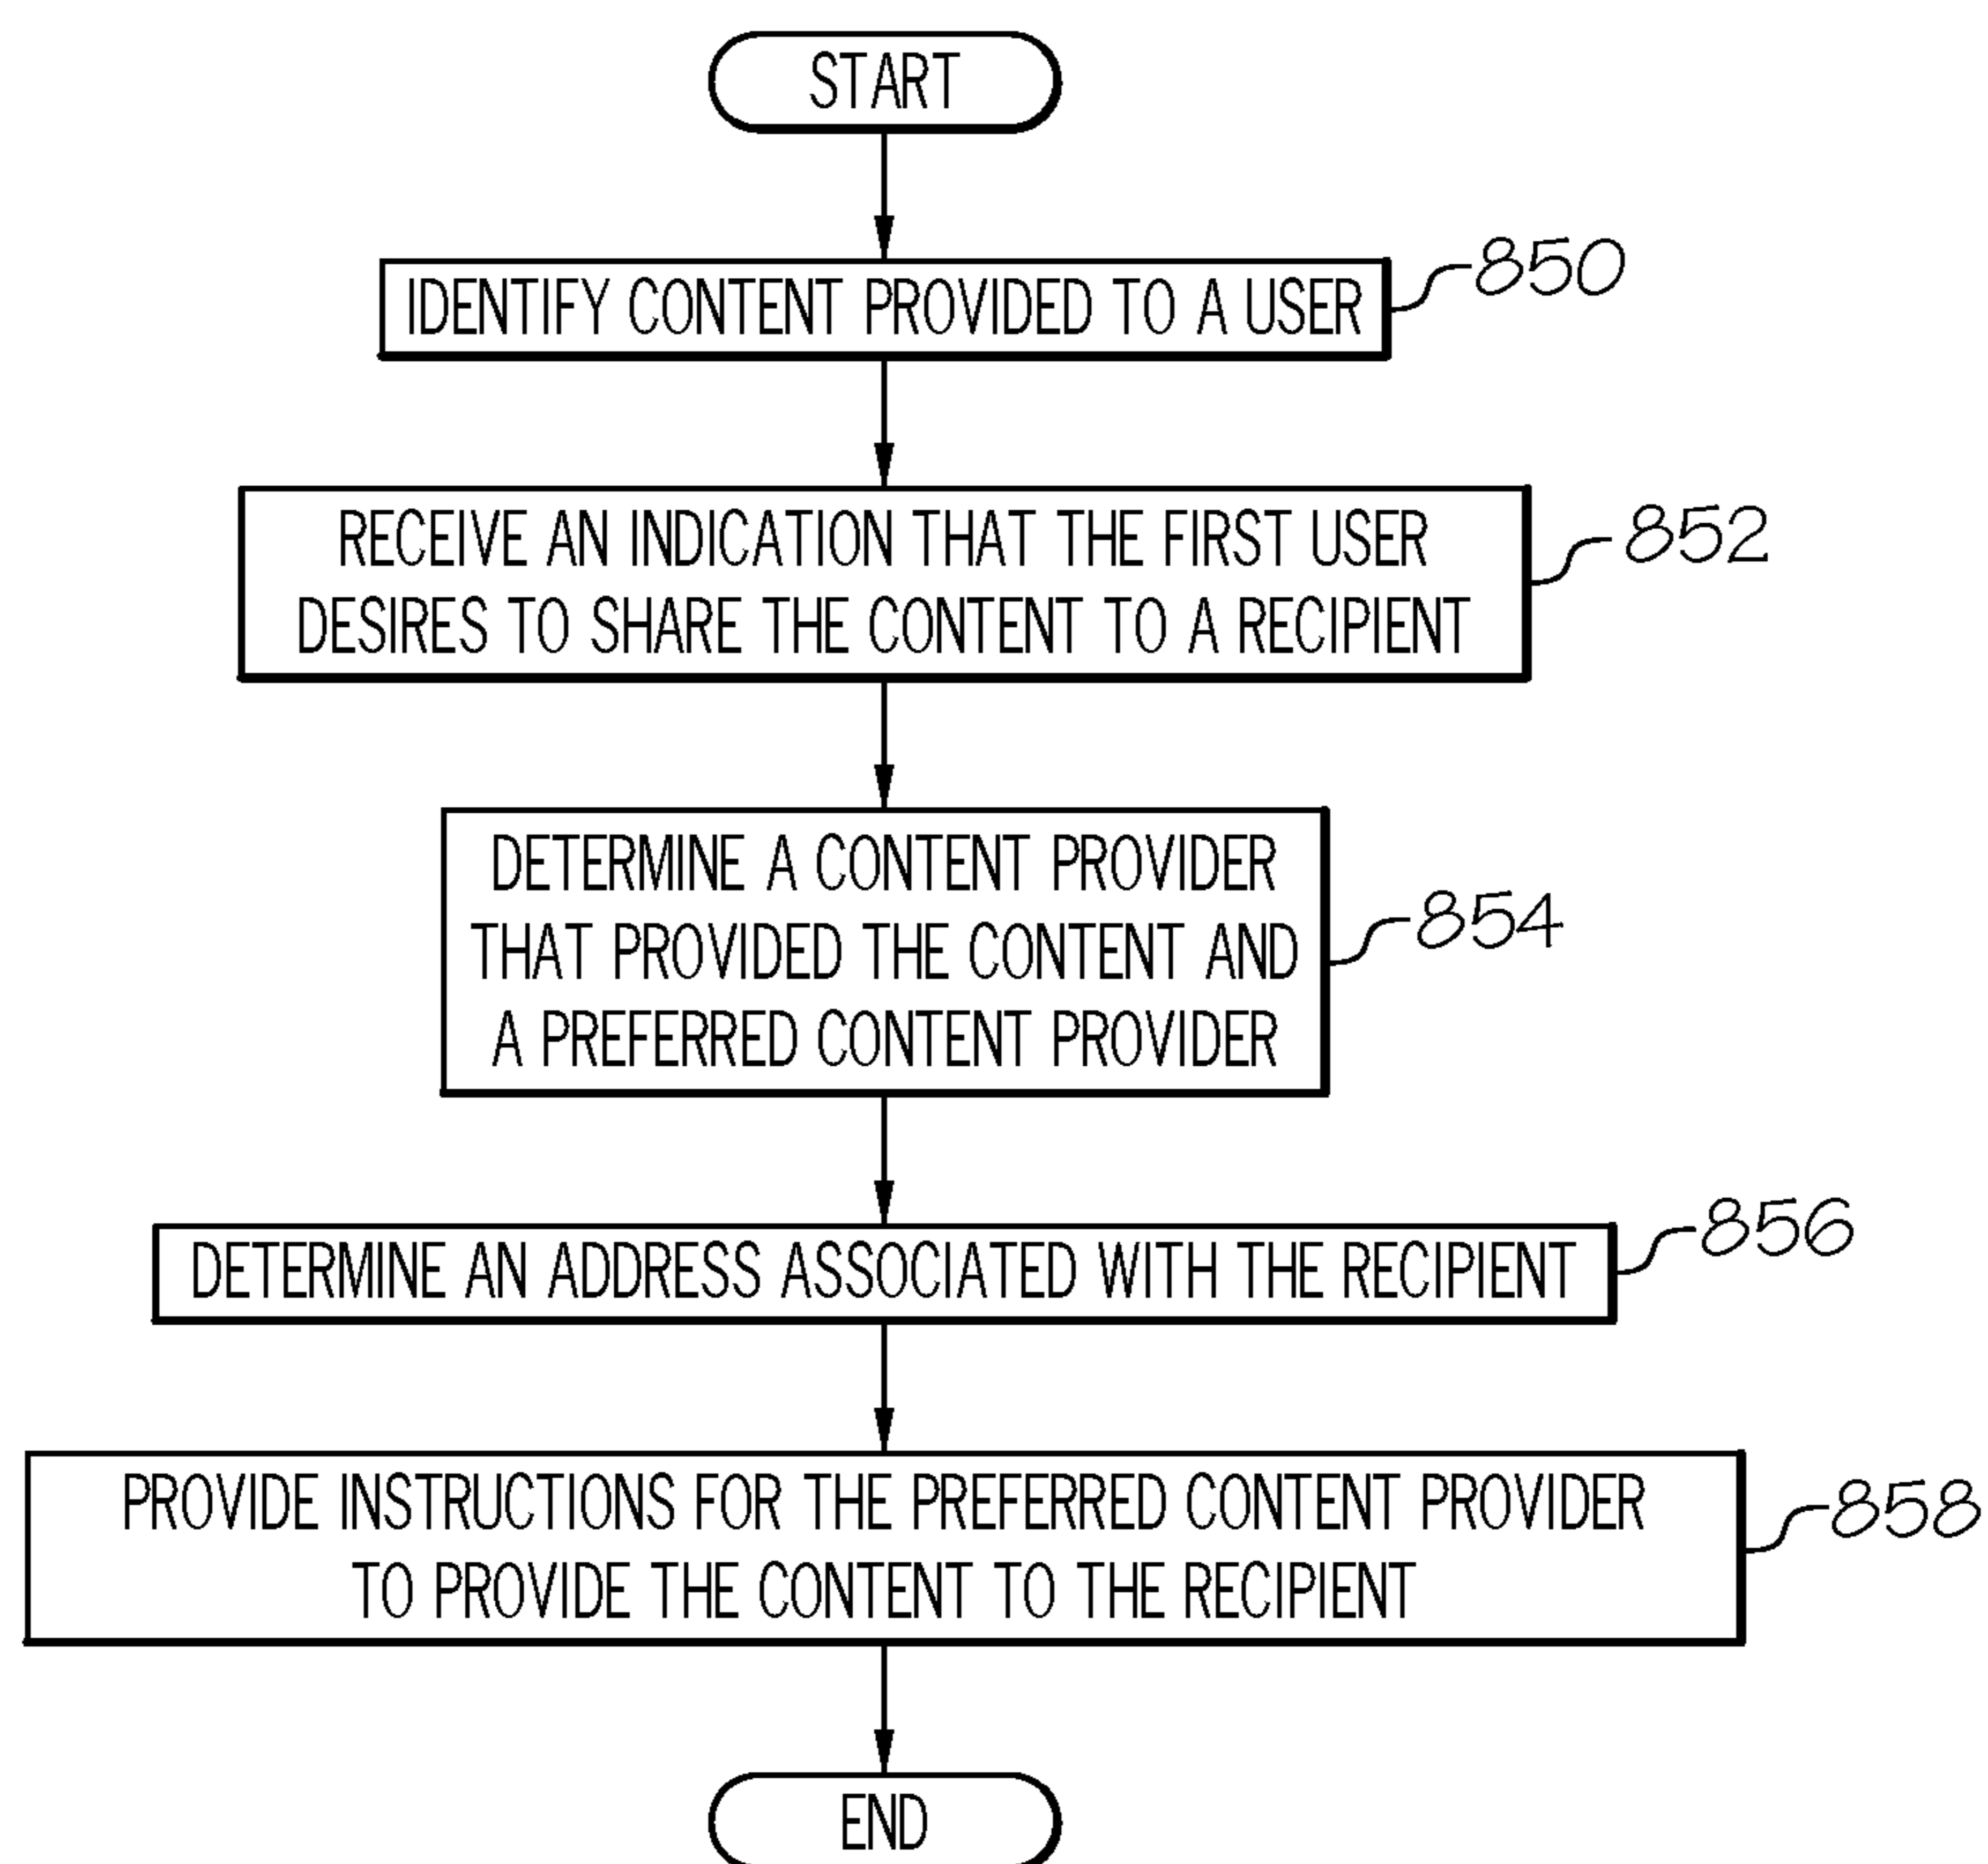 START
IDENTIFY CONTENT PROVIDED TO A USER
850
RECEIVE AN INDICATION THAT THE FIRST USER
DESIRES TO SHARE THE CONTENT TO A RECIPIENT
852
DETERMINE A CONTENT PROVIDER
THAT PROVIDED THE CONTENT AND
A PREFERRED CONTENT PROVIDER
854
DETERMINE AN ADDRESS ASSOCIATED WITH THE RECIPIENT
856
PROVIDE INSTRUCTIONS FOR THE PREFERRED CONTENT PROVIDER
TO PROVIDE THE CONTENT TO THE RECIPIENT
858
END